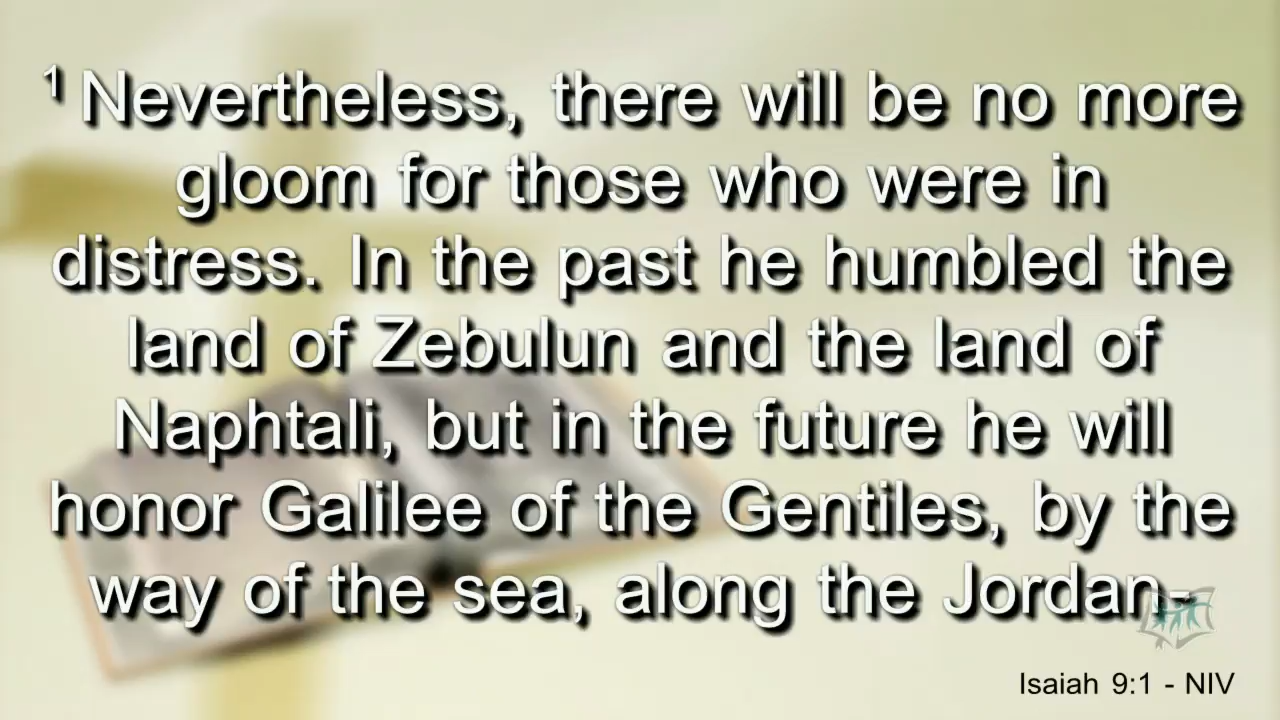 1 Nevertheless, there will be no more
gloom for those who were in
distress. In the past he humbled the
land of Zebulun and the land of
Naphtali, but in the future he will
honor Galilee of the Gentiles, by the
way of the sea, along the Jordan-
Isaiah 9:1 - NIV